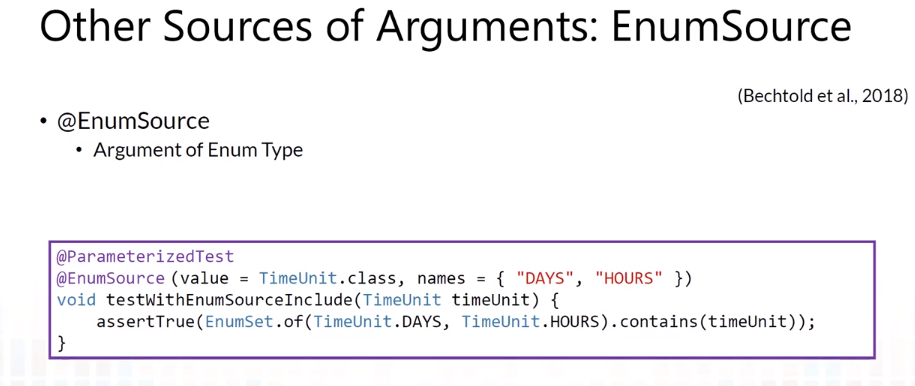 Other Sources of Arguments: EnumSource
(Bechtold et al., 2018)
• @EnumSource
• Argument of Enum Type
@ParameterizedTest
@EnumSource (value = TimeUnit.class, names = { "DAYS", "HOURS" })
void testWithEnumSourceInclude(TimeUnit timeUnit) {
    assertTrue(EnumSet.of(TimeUnit.DAYS, TimeUnit.HOURS).contains(timeUnit));
}